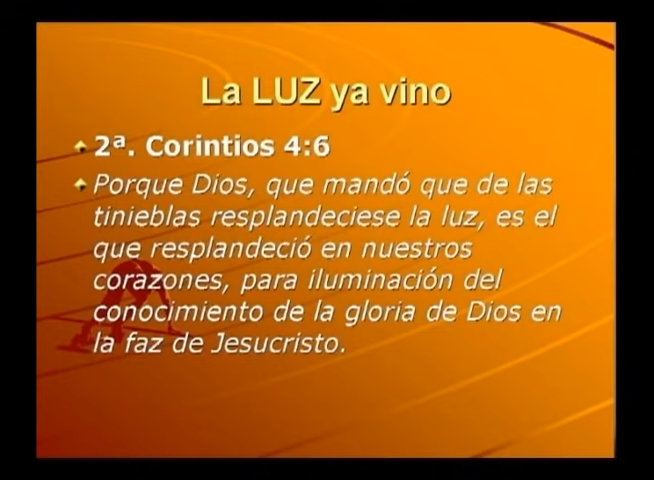 La LUZ ya vino
2ª. Corintios 4:6
Porque Dios, que mandó que de las
tinieblas resplandeciese la luz, es el
que resplandeció en nuestros
corazones, para iluminación del
conocimiento de la gloria de Dios en
la faz de Jesucristo.